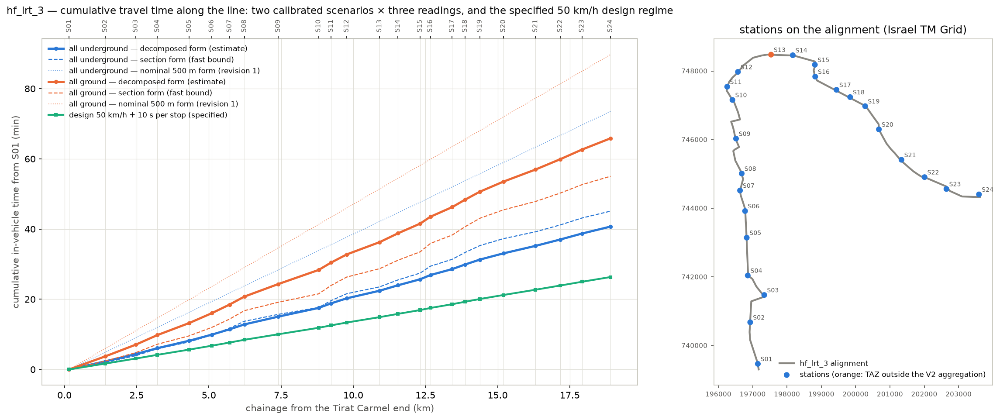 hf_lrt_3 — cumulative travel time along the line: two calibrated scenarios × three readings, and the specified 50 km/h design regime
S01 S02 S03 S04 S05 S06 S07 S08 S09 S10 S11 S12 S13 S14 S15 S16 S17 S18 S19 S20 S21 S22 S23 S24
all underground — decomposed form (estimate)
all underground — section form (fast bound)
all underground — nominal 500 m form (revision 1)
all ground — decomposed form (estimate)
all ground — section form (fast bound)
all ground — nominal 500 m form (revision 1)
design 50 km/h + 10 s per stop (specified)
cumulative in-vehicle time from S01 (min)
80
60
40
20
0
0.0 2.5 5.0 7.5 10.0 12.5 15.0 17.5
chainage from the Tirat Carmel end (km)
stations on the alignment (Israel TM Grid)
748000
746000
744000
742000
740000
S13
S14
S15
S12
S16
S11
S17
S18
S10
S19
S20
S09
S21
S08
S22
S07
S23
S24
S06
S05
S04
S03
S02
S01
hf_lrt_3 alignment
stations (orange: TAZ outside the V2 aggregation)
196000 197000 198000 199000 200000 201000 202000 203000